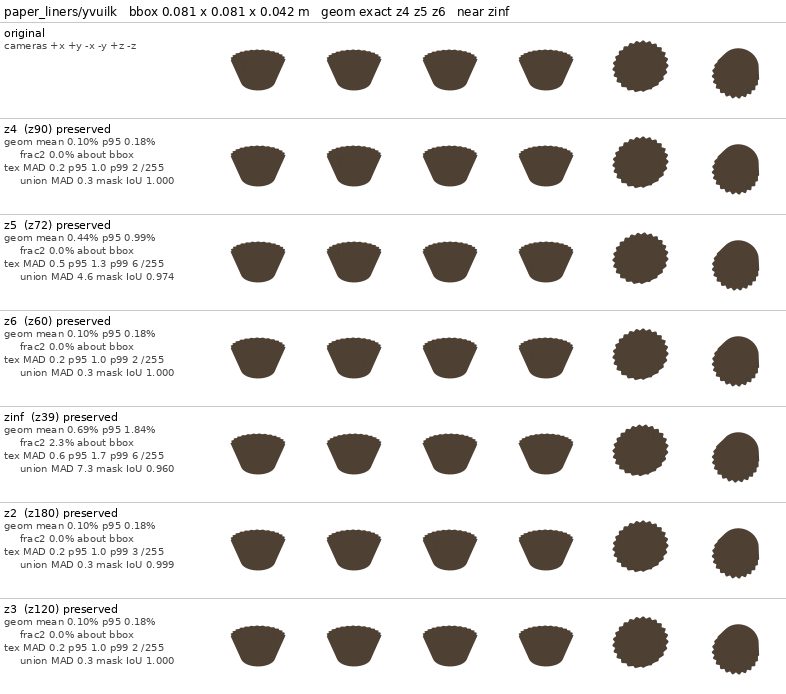 paper_liners/yvuilk   bbox 0.081 x 0.081 x 0.042 m   geom exact z4 z5 z6   near zinf
original
cameras +x +y -x -y +z -z
z4  (z90) preserved
geom mean 0.10% p95 0.18%
frac2 0.0% about bbox
tex MAD 0.2 p95 1.0 p99 2 /255
union MAD 0.3 mask IoU 1.000
z5  (z72) preserved
geom mean 0.44% p95 0.99%
frac2 0.0% about bbox
tex MAD 0.5 p95 1.3 p99 6 /255
union MAD 4.6 mask IoU 0.974
z6  (z60) preserved
geom mean 0.10% p95 0.18%
frac2 0.0% about bbox
tex MAD 0.2 p95 1.0 p99 2 /255
union MAD 0.3 mask IoU 1.000
zinf  (z39) preserved
geom mean 0.69% p95 1.84%
frac2 2.3% about bbox
tex MAD 0.6 p95 1.7 p99 6 /255
union MAD 7.3 mask IoU 0.960
z2  (z180) preserved
geom mean 0.10% p95 0.18%
frac2 0.0% about bbox
tex MAD 0.2 p95 1.0 p99 3 /255
union MAD 0.3 mask IoU 0.999
z3  (z120) preserved
geom mean 0.10% p95 0.18%
frac2 0.0% about bbox
tex MAD 0.2 p95 1.0 p99 2 /255
union MAD 0.3 mask IoU 1.000